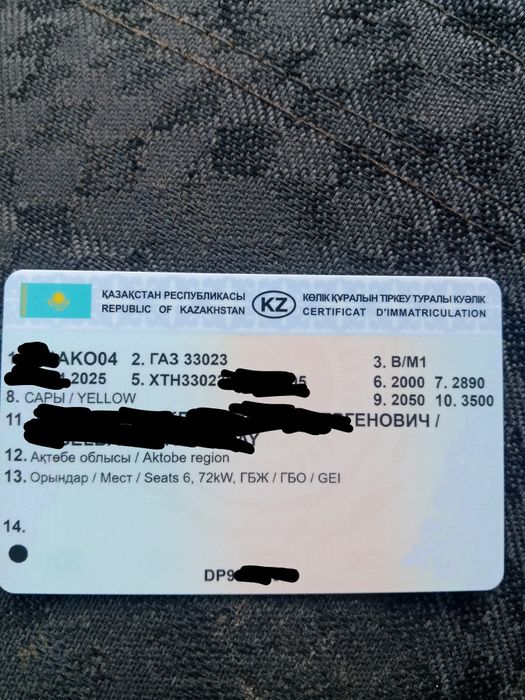 ҚАЗАҚСТАН РЕСПУБЛИКАСЫ
REPUBLIC OF KAZAKHSTAN
KZ
КӨЛІК ҚҰРАЛЫН ТІРКЕУ ТУРАЛЫ КУӘЛІК
CERTIFICAT D'IMMATRICULATION
AKO04 2. ГАЗ 33023 3. B/M1
.2025 5. XTH3302 6. 2000 7. 2890
8. САРЫ / YELLOW 9. 2050 10. 3500
11 ГЕНОВИЧ /
12. Ақтөбе облысы / Aktobe region
13. Орындар / Мест / Seats 6, 72kW, ГБЖ / ГБО / GEI
14.
DP9